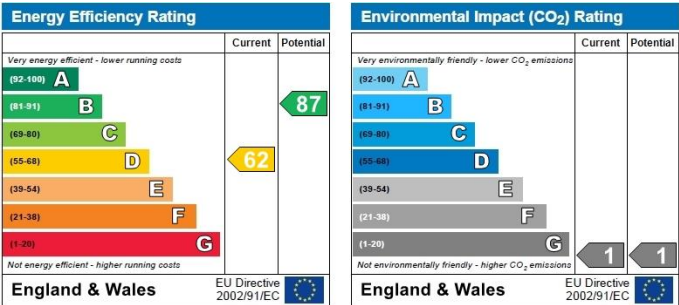 Energy Efficiency Rating
Current Potential
Very energy efficient - lower running costs
(92-100) A
(81-91) B
87
(69-80) C
(55-68) D
62
(39-54) E
(21-38) F
(1-20) G
Not energy efficient - higher running costs
England & Wales
EU Directive
2002/91/EC
Environmental Impact (CO₂) Rating
Current Potential
Very environmentally friendly - lower CO₂ emissions
(92-100) A
(81-91) B
(69-80) C
(55-68) D
(39-54) E
(21-38) F
(1-20) G
1 1
Not environmentally friendly - higher CO₂ emissions
England & Wales
EU Directive
2002/91/EC